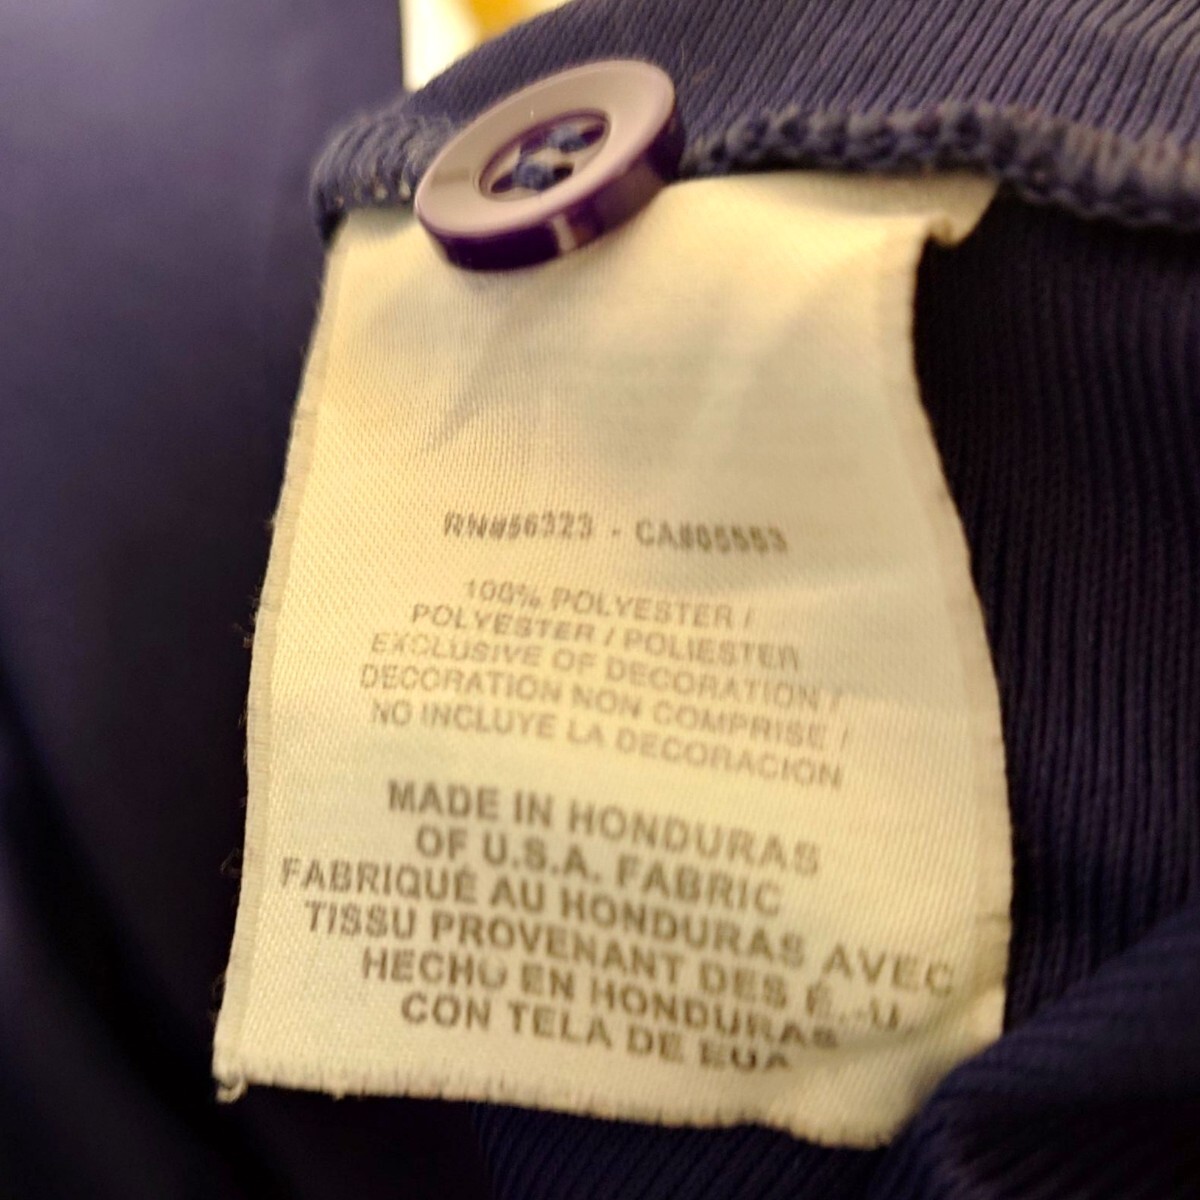 RN#56323 - CA#05553
100% POLYESTER /
POLYESTER / POLIESTER
EXCLUSIVE OF DECORATION /
DECORATION NON COMPRISE /
NO INCLUYE LA DECORACION
MADE IN HONDURAS
OF U.S.A. FABRIC
FABRIQUÉ AU HONDURAS AVEC
TISSU PROVENANT DES É.-U.
HECHO EN HONDURAS
CON TELA DE EUA